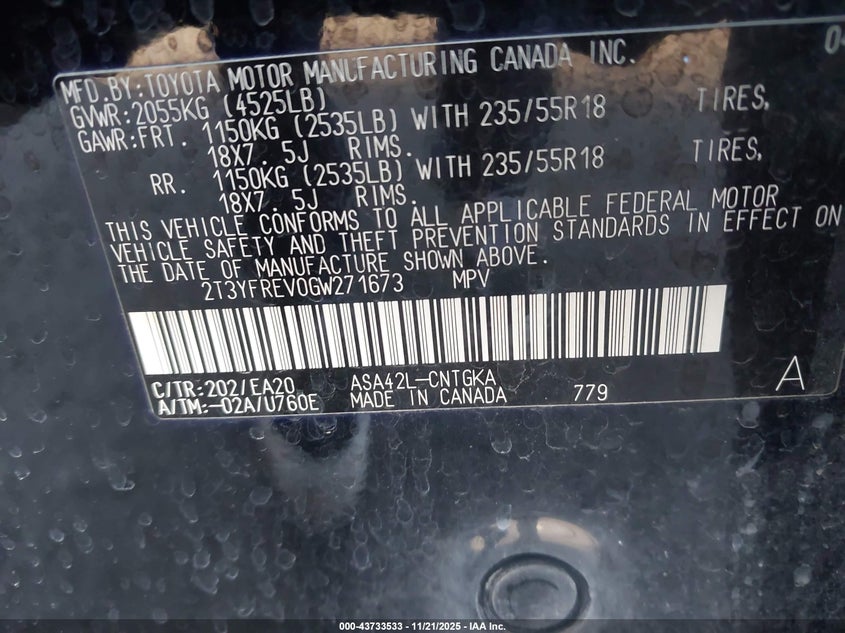 MFD.BY:TOYOTA MOTOR MANUFACTURING CANADA INC.
GVWR:2055KG (4525LB)
GAWR:FRT. 1150KG (2535LB) WITH 235/55R18 TIRES,
18X7.5J RIMS.
RR. 1150KG (2535LB) WITH 235/55R18 TIRES,
18X7.5J RIMS.
THIS VEHICLE CONFORMS TO ALL APPLICABLE FEDERAL MOTOR
VEHICLE SAFETY AND THEFT PREVENTION STANDARDS IN EFFECT ON
THE DATE OF MANUFACTURE SHOWN ABOVE.
2T3YFREV0GW271673 MPV
C/TR:202/EA20 ASA42L-CNTGKA
A/TM:-02A/U760E MADE IN CANADA 779 A
000-43733533 - 11/21/2025 - IAA Inc.